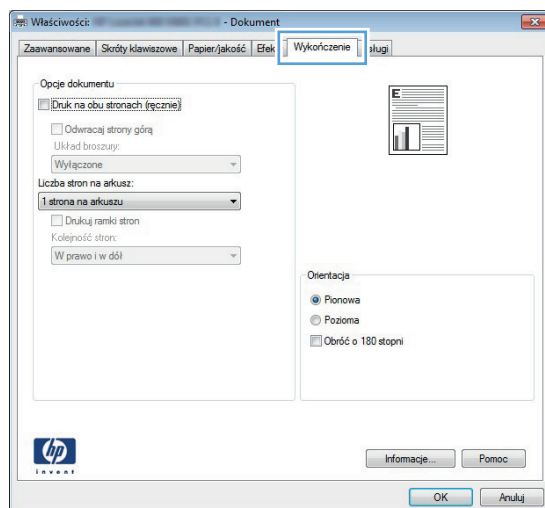 Właściwości: - Dokument
Zaawansowane Skróty klawiszowe Papier/jakość Efek Wykończenie sługi
Opcje dokumentu
Druk na obu stronach (ręcznie)
Odwracaj strony górą
Układ broszury:
Wyłączone
Liczba stron na arkusz:
1 strona na arkuszu
Drukuj ramki stron
Kolejność stron:
W prawo i w dół
E
Orientacja
Pionowa
Pozioma
Obróć o 180 stopni
hp
invent
Informacje... Pomoc
OK Anuluj